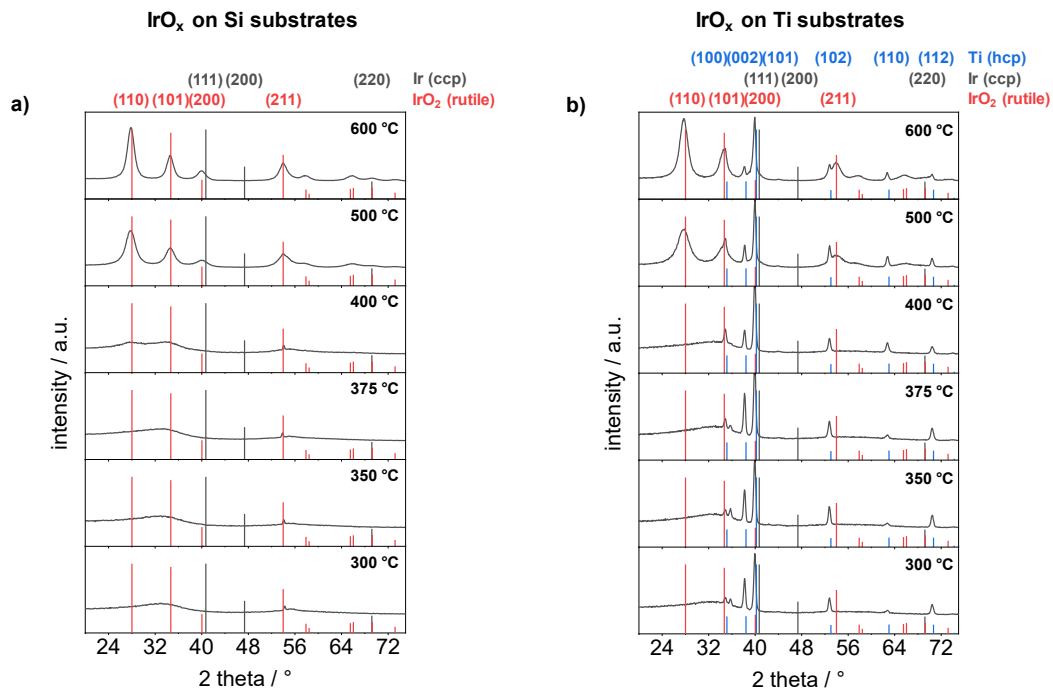 IrOx on Si substrates
(111) (200) (220) Ir (ccp)
a) (110) (101) (200) (211) IrO2 (rutile)
600 °C
500 °C
400 °C
375 °C
350 °C
300 °C
intensity / a.u.
24 32 40 48 56 64 72
2 theta / °
IrOx on Ti substrates
(100)(002)(101) (102) (110) (112) Ti (hcp)
(111) (200) (220) Ir (ccp)
b) (110) (101) (200) (211) IrO2 (rutile)
600 °C
500 °C
400 °C
375 °C
350 °C
300 °C
intensity / a.u.
24 32 40 48 56 64 72
2 theta / °